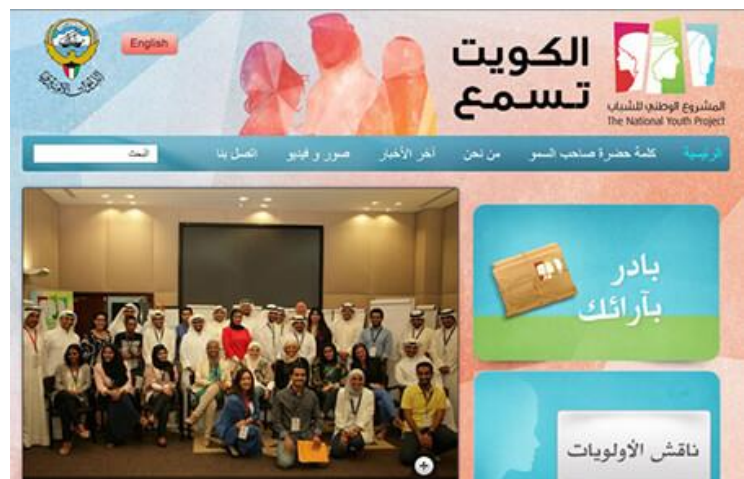 English
الكويت
تسمع
المشروع الوطني للشباب
The National Youth Project
الرئيسية كلمة حضرة صاحب السمو من نحن آخر الأخبار صور و فيديو اتصل بنا البحث
بادر
بآرائك
ناقش الأولويات